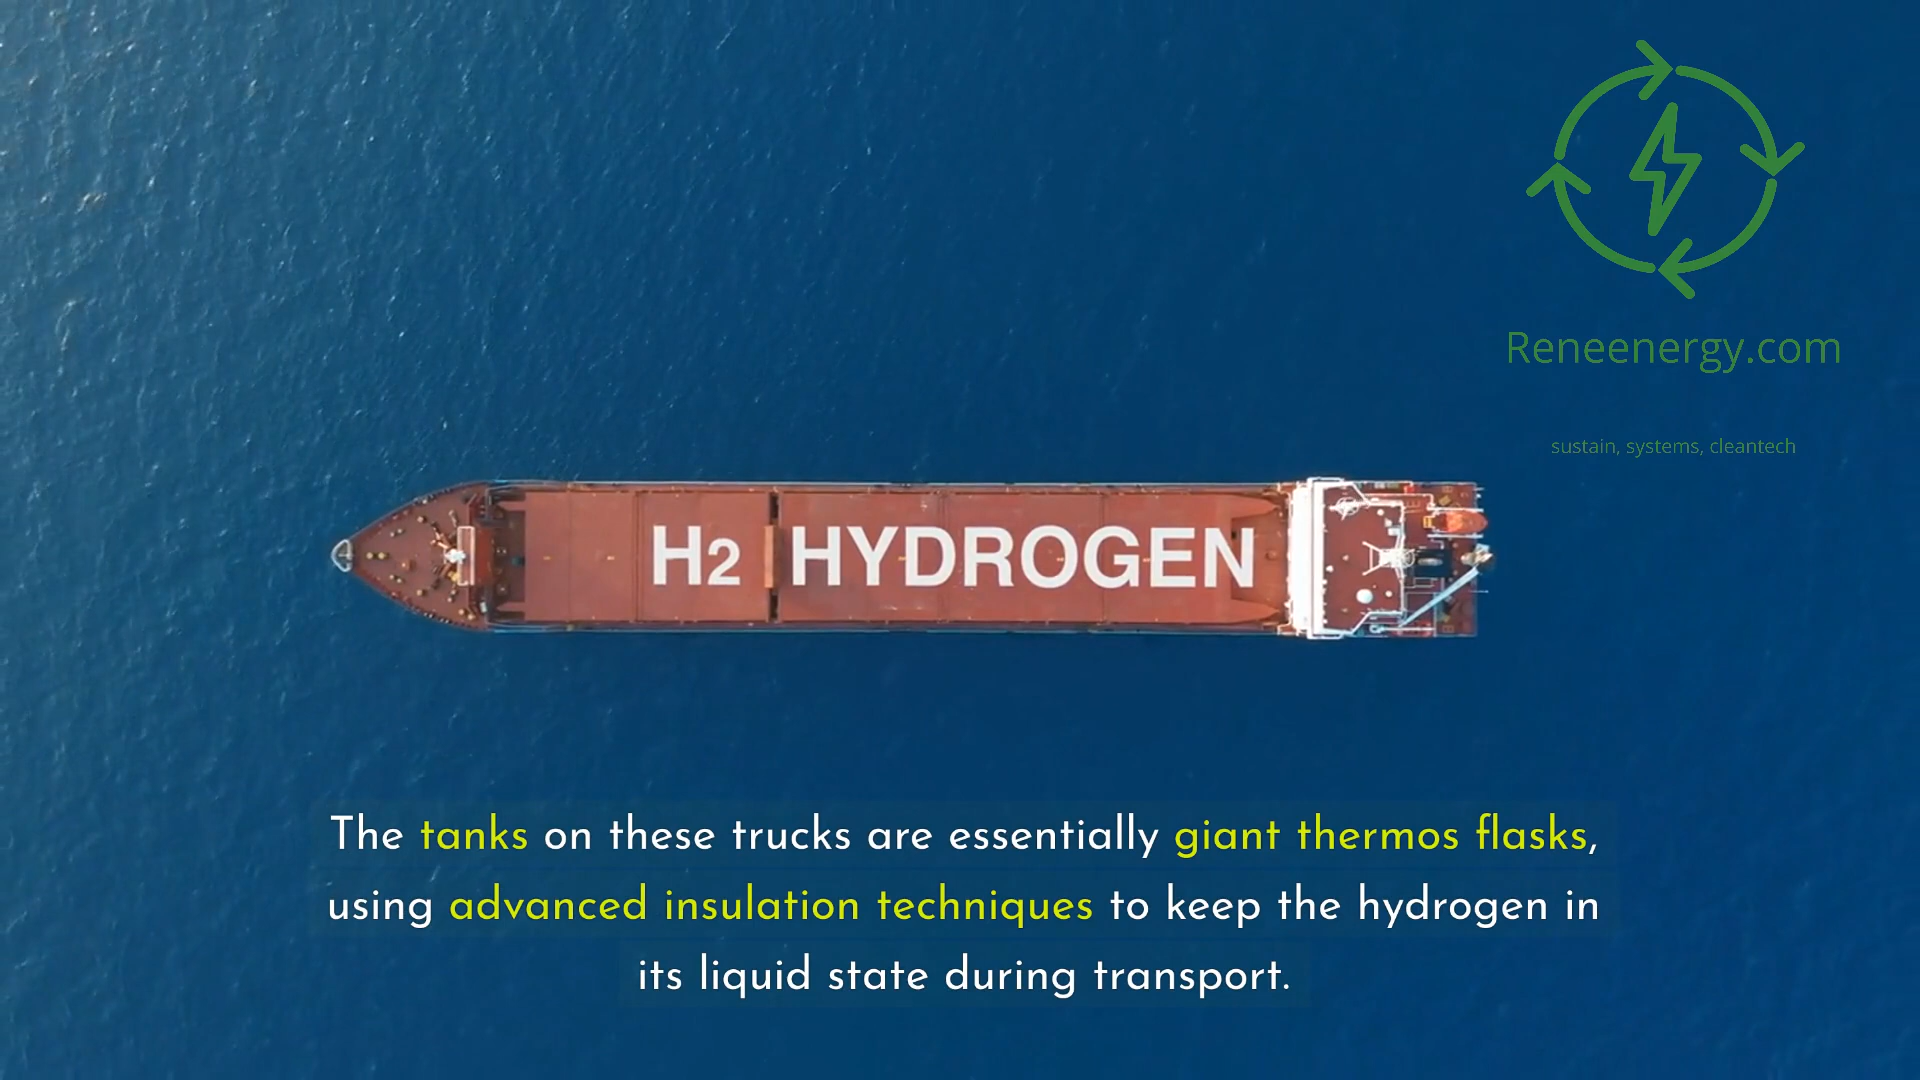 Reneenergy.com
sustain, systems, cleantech
H2 HYDROGEN
The tanks on these trucks are essentially giant thermos flasks,
using advanced insulation techniques to keep the hydrogen in
its liquid state during transport.